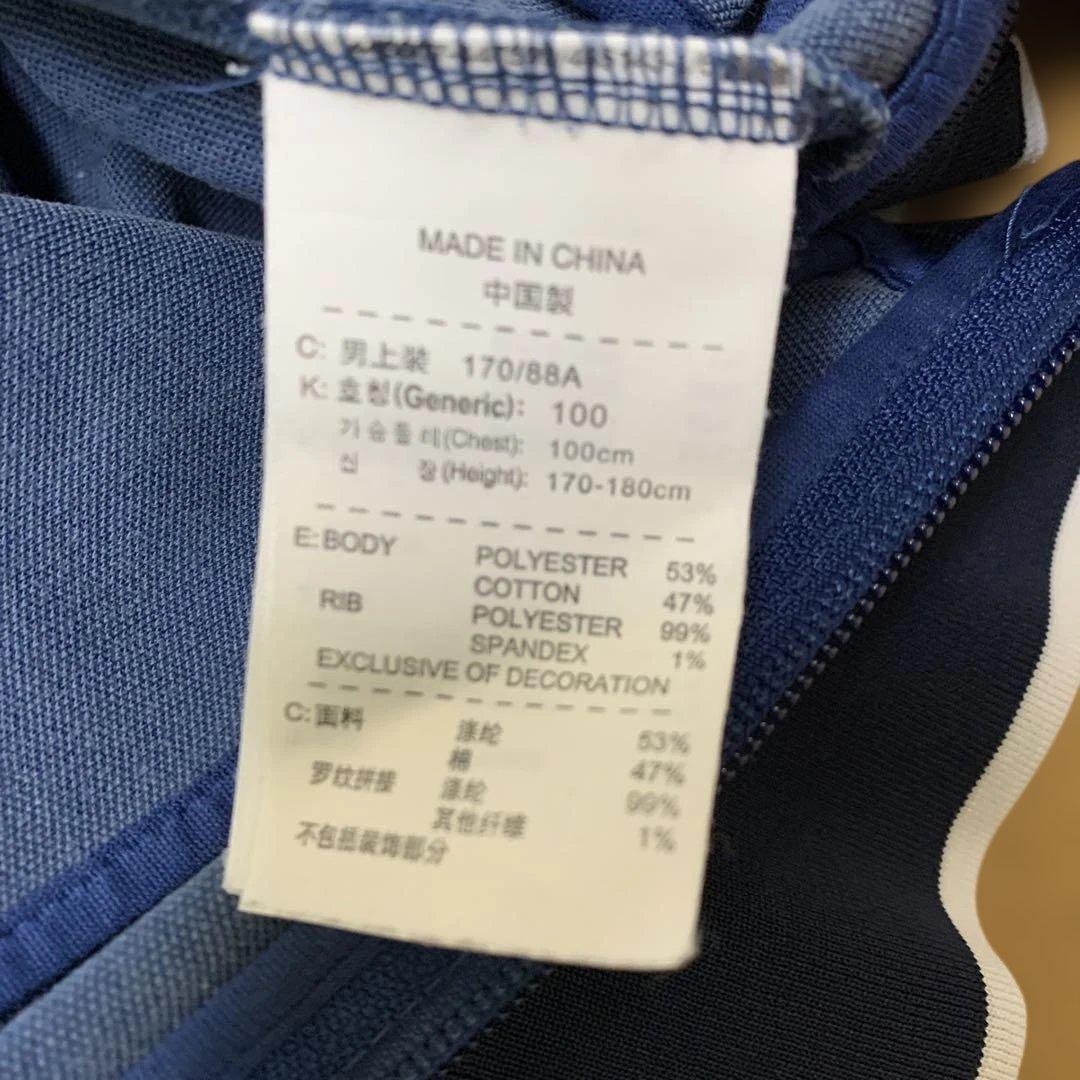 MADE IN CHINA
中国製
C: 男上装 170/88A
K: 호칭(Generic): 100
가슴둘레(Chest): 100cm
신 장(Height): 170-180cm
E: BODY POLYESTER 53%
COTTON 47%
RIB POLYESTER 99%
SPANDEX 1%
EXCLUSIVE OF DECORATION
C: 面料 涤纶 53%
棉 47%
罗纹拼接 涤纶 99%
其他纤维 1%
不包括装饰部分